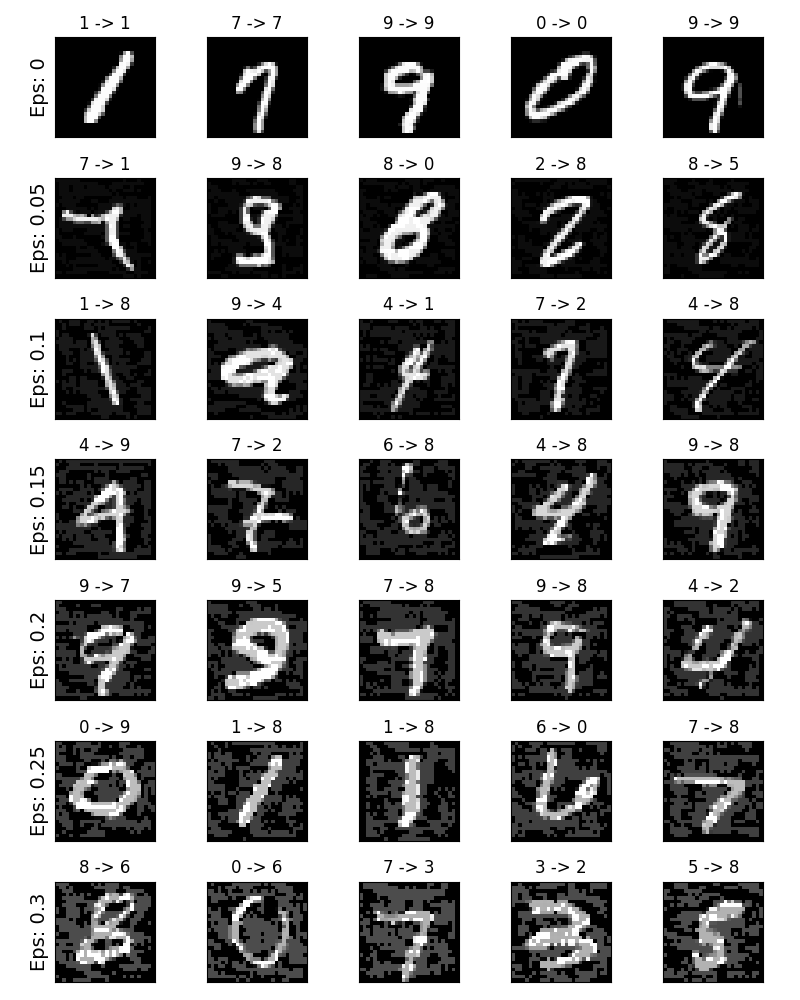 1 -> 1 7 -> 7 9 -> 9 0 -> 0 9 -> 9
Eps: 0
7 -> 1 9 -> 8 8 -> 0 2 -> 8 8 -> 5
Eps: 0.05
1 -> 8 9 -> 4 4 -> 1 7 -> 2 4 -> 8
Eps: 0.1
4 -> 9 7 -> 2 6 -> 8 4 -> 8 9 -> 8
Eps: 0.15
9 -> 7 9 -> 5 7 -> 8 9 -> 8 4 -> 2
Eps: 0.2
0 -> 9 1 -> 8 1 -> 8 6 -> 0 7 -> 8
Eps: 0.25
8 -> 6 0 -> 6 7 -> 3 3 -> 2 5 -> 8
Eps: 0.3